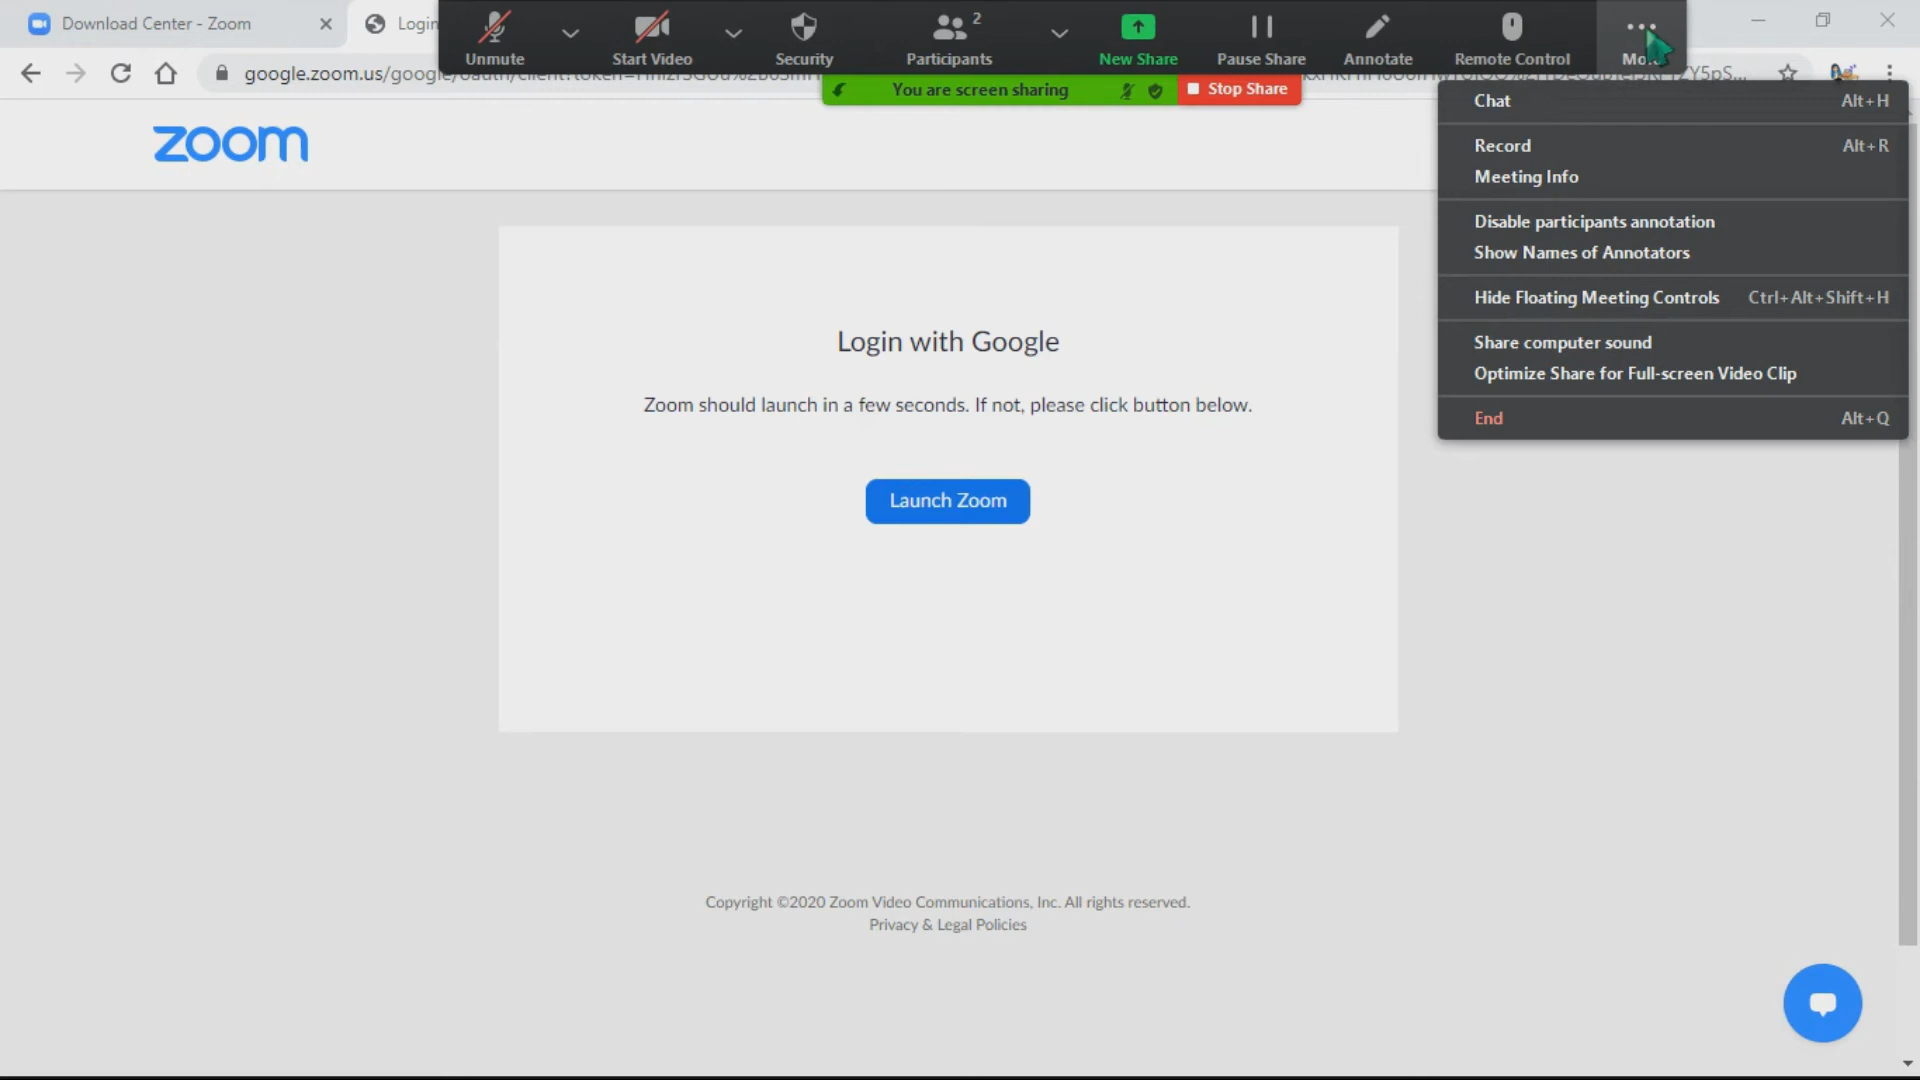 Download Center - Zoom
Login
Unmute
Start Video
Security
Participants
2
New Share
Pause Share
Annotate
Remote Control
You are screen sharing
Stop Share
Chat Alt+H
Record Alt+R
Meeting Info
Disable participants annotation
Show Names of Annotators
Hide Floating Meeting Controls Ctrl+Alt+Shift+H
Share computer sound
Optimize Share for Full-screen Video Clip
End Alt+Q
zoom
Login with Google
Zoom should launch in a few seconds. If not, please click button below.
Launch Zoom
Copyright ©2020 Zoom Video Communications, Inc. All rights reserved.
Privacy & Legal Policies